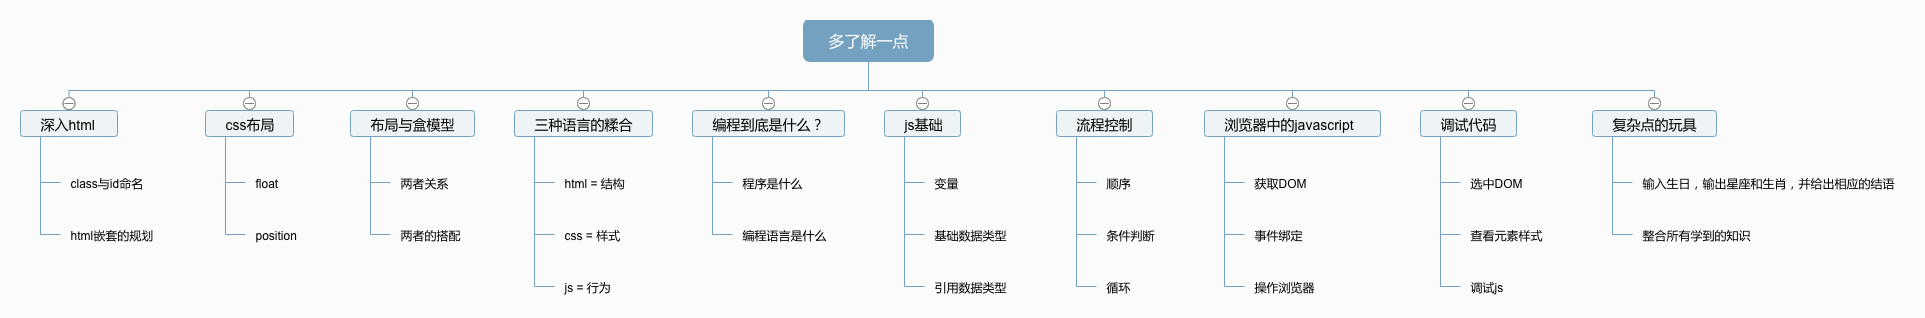 多了解一点
深入html
class与id命名
html嵌套的规划
css布局
float
position
布局与盒模型
两者关系
两者的搭配
三种语言的糅合
html = 结构
css = 样式
js = 行为
编程到底是什么？
程序是什么
编程语言是什么
js基础
变量
基础数据类型
引用数据类型
流程控制
顺序
条件判断
循环
浏览器中的javascript
获取DOM
事件绑定
操作浏览器
调试代码
选中DOM
查看元素样式
调试js
复杂点的玩具
输入生日，输出星座和生肖，并给出相应的结语
整合所有学到的知识